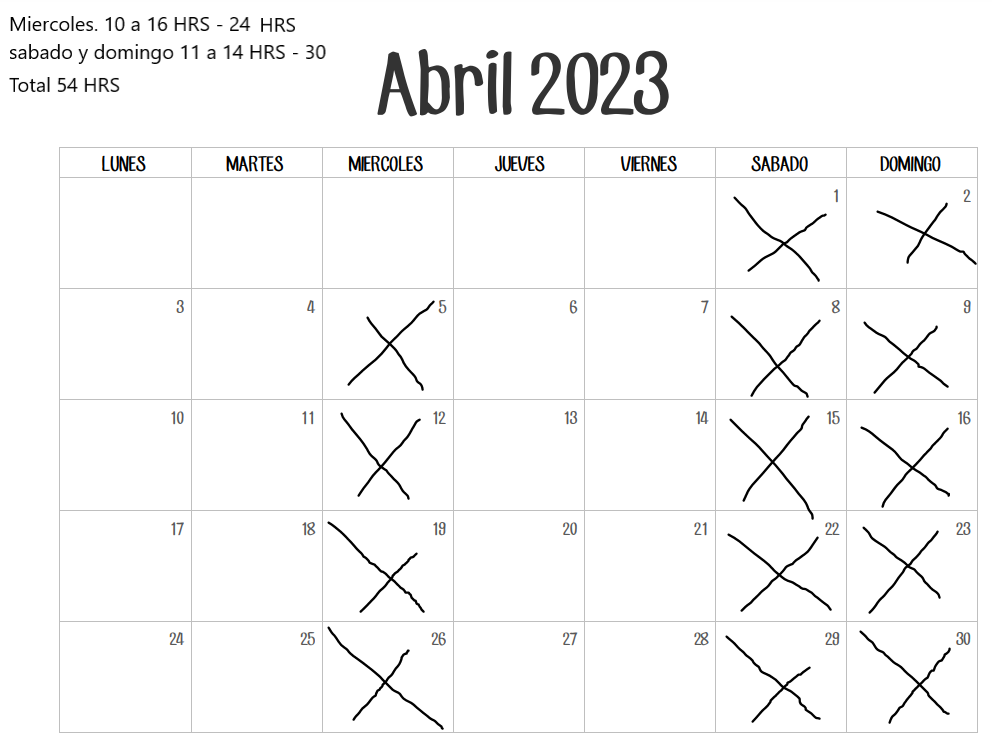 Miercoles. 10 a 16 HRS - 24 HRS
sabado y domingo 11 a 14 HRS - 30
Total 54 HRS
Abril 2023
LUNES MARTES MIERCOLES JUEVES VIERNES SABADO DOMINGO
1 2
3 4 5 6 7 8 9
10 11 12 13 14 15 16
17 18 19 20 21 22 23
24 25 26 27 28 29 30